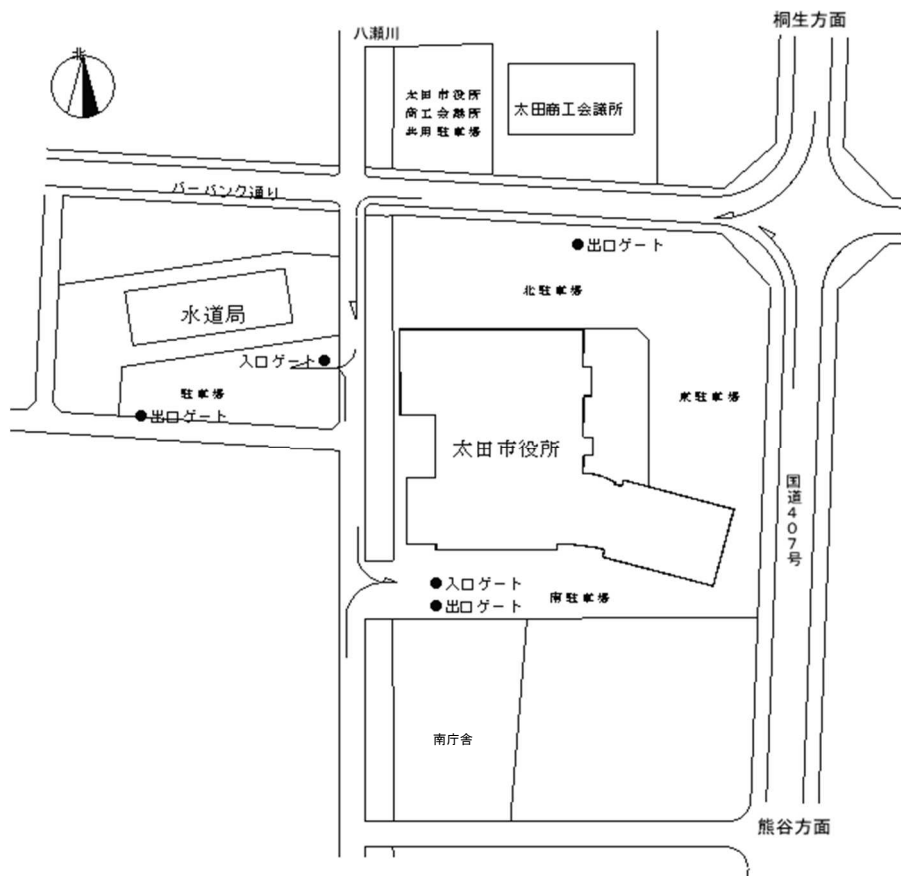 桐生方面
八瀬川
北
太田市役所
商工会議所
共用駐車場
太田商工会議所
バーバンク通り
●出口ゲート
北駐車場
水道局
入口ゲート●
駐車場
●出口ゲート
東駐車場
太田市役所
国道407号
●入口ゲート
●出口ゲート
南駐車場
南庁舎
熊谷方面